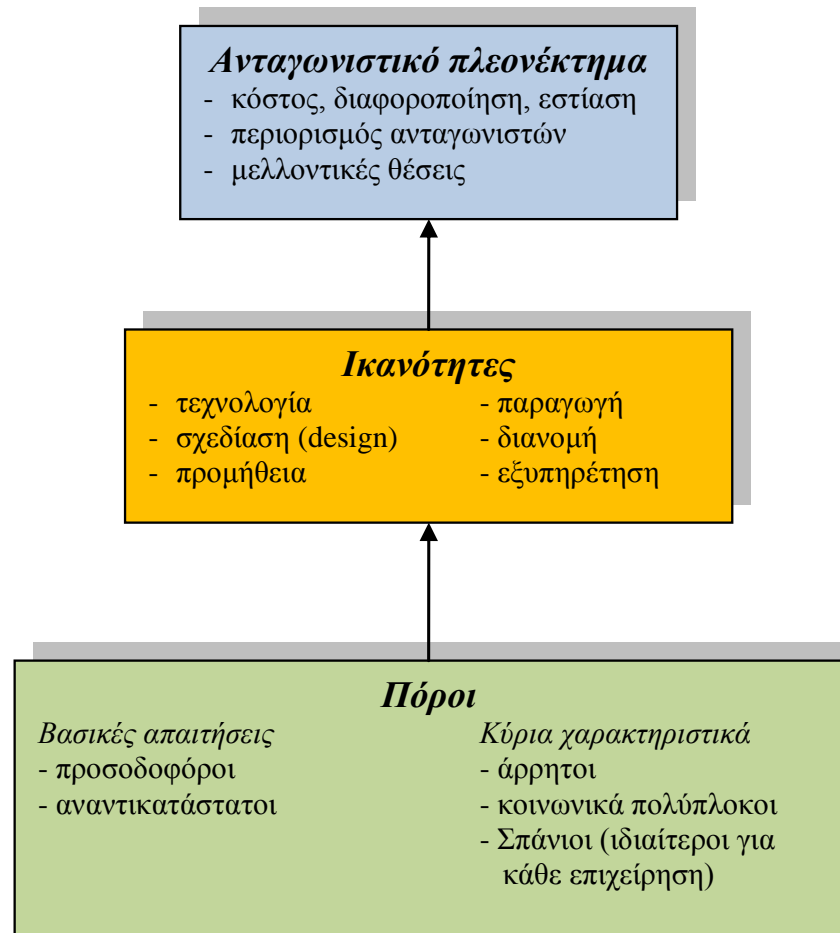 Ανταγωνιστικό πλεονέκτημα
- κόστος, διαφοροποίηση, εστίαση
- περιορισμός ανταγωνιστών
- μελλοντικές θέσεις
Ικανότητες
- τεχνολογία
- σχεδίαση (design)
- προμήθεια
- παραγωγή
- διανομή
- εξυπηρέτηση
Πόροι
Βασικές απαιτήσεις
- προσοδοφόροι
- αναντικατάστατοι
Κύρια χαρακτηριστικά
- άρρητοι
- κοινωνικά πολύπλοκοι
- Σπάνιοι (ιδιαίτεροι για
κάθε επιχείρηση)